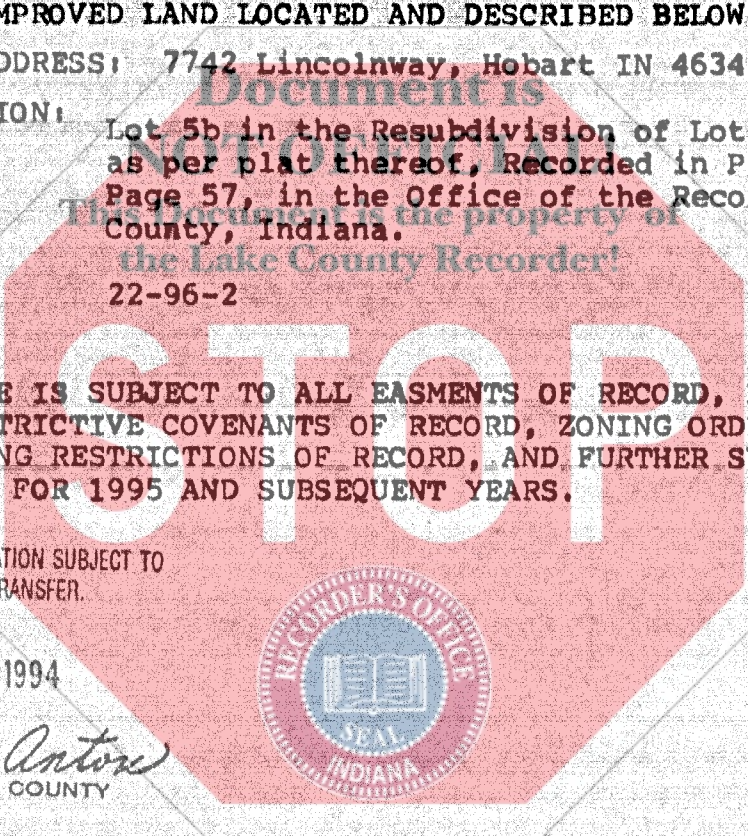 MPROVED LAND LOCATED AND DESCRIBED BELOW
DDRESS: 7742 Lincolnway, Hobart IN 4634
Document is
ION:
Lot 5b in the Resubdivision of Lot
NOT OFFICIAL!
as per plat thereof, Recorded in P
Page 57, in the Office of the Reco
This Document is the property of
County, Indiana.
the Lake County Recorder!
22-96-2
STOP
E IS SUBJECT TO ALL EASMENTS OF RECORD,
TRICTIVE COVENANTS OF RECORD, ZONING ORD
NG RESTRICTIONS OF RECORD, AND FURTHER S
FOR 1995 AND SUBSEQUENT YEARS.
ATION SUBJECT TO
RANSFER.
1994
Anton
COUNTY
RECORDER'S OFFICE
SEAL
INDIANA